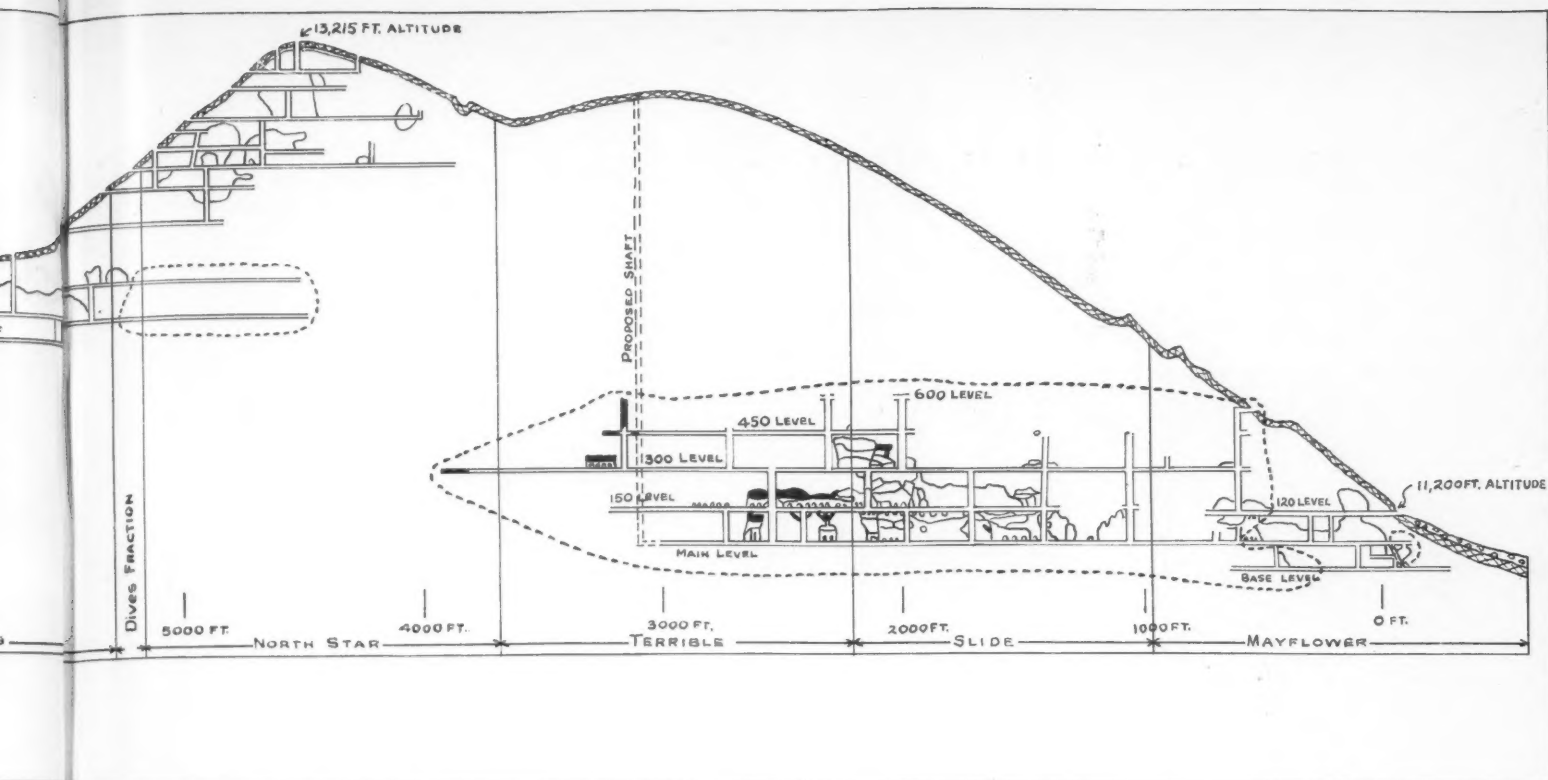 13,215 FT. ALTITUDE
PROPOSED SHAFT
600 LEVEL
450 LEVEL
300 LEVEL
150 LEVEL
120 LEVEL
11,200 FT. ALTITUDE
MAIN LEVEL
BASE LEVEL
Dives FRACTION
5000 FT.
4000 FT.
3000 FT.
2000 FT.
1000 FT.
0 FT.
NORTH STAR
TERRIBLE
SLIDE
MAYFLOWER